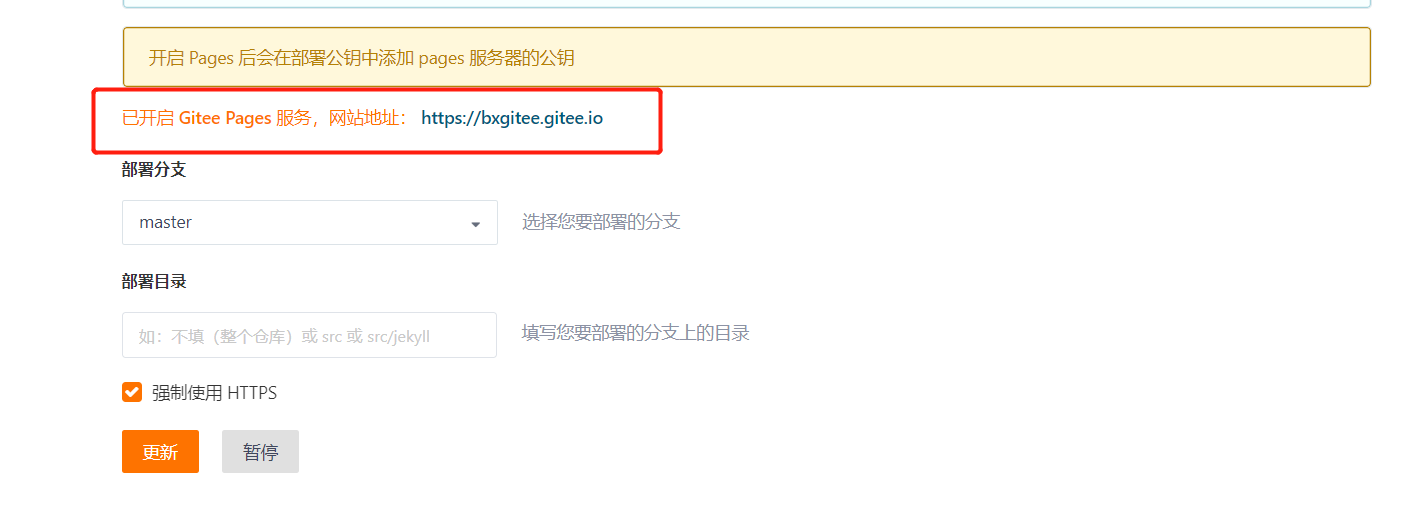 开启 Pages 后会在部署公钥中添加 pages 服务器的公钥
已开启 Gitee Pages 服务，网站地址： https://bxgitee.gitee.io
部署分支
master
选择您要部署的分支
部署目录
如：不填（整个仓库）或 src 或 src/jekyll
填写您要部署的分支上的目录
强制使用 HTTPS
更新
暂停